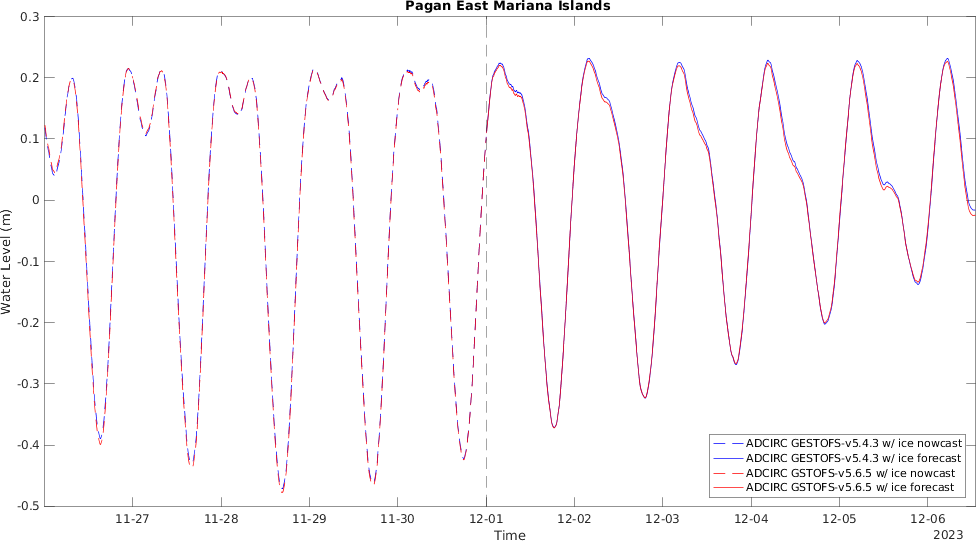 Pagan East Mariana Islands
0.3
0.2
0.1
0
-0.1
-0.2
-0.3
-0.4
-0.5
Water Level (m)
ADCIRC GESTOFS-v5.4.3 w/ ice nowcast
ADCIRC GESTOFS-v5.4.3 w/ ice forecast
ADCIRC GSTOFS-v5.6.5 w/ ice nowcast
ADCIRC GSTOFS-v5.6.5 w/ ice forecast
11-27 11-28 11-29 11-30 12-01 12-02 12-03 12-04 12-05 12-06
Time
2023